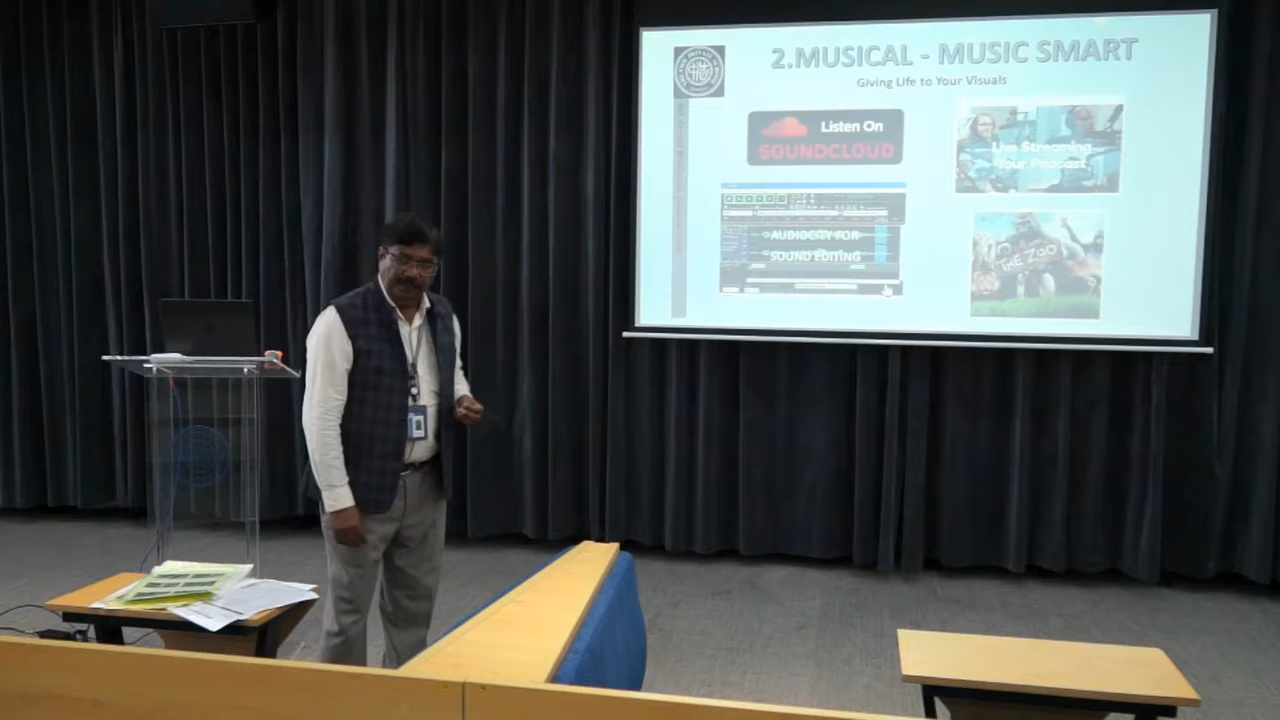 2.MUSICAL - MUSIC SMART
Giving Life to Your Visuals
Listen On
SOUNDCLOUD
Live Streaming
Your Podcast
AUDIOCITY FOR
SOUND EDITING
THE ZOO